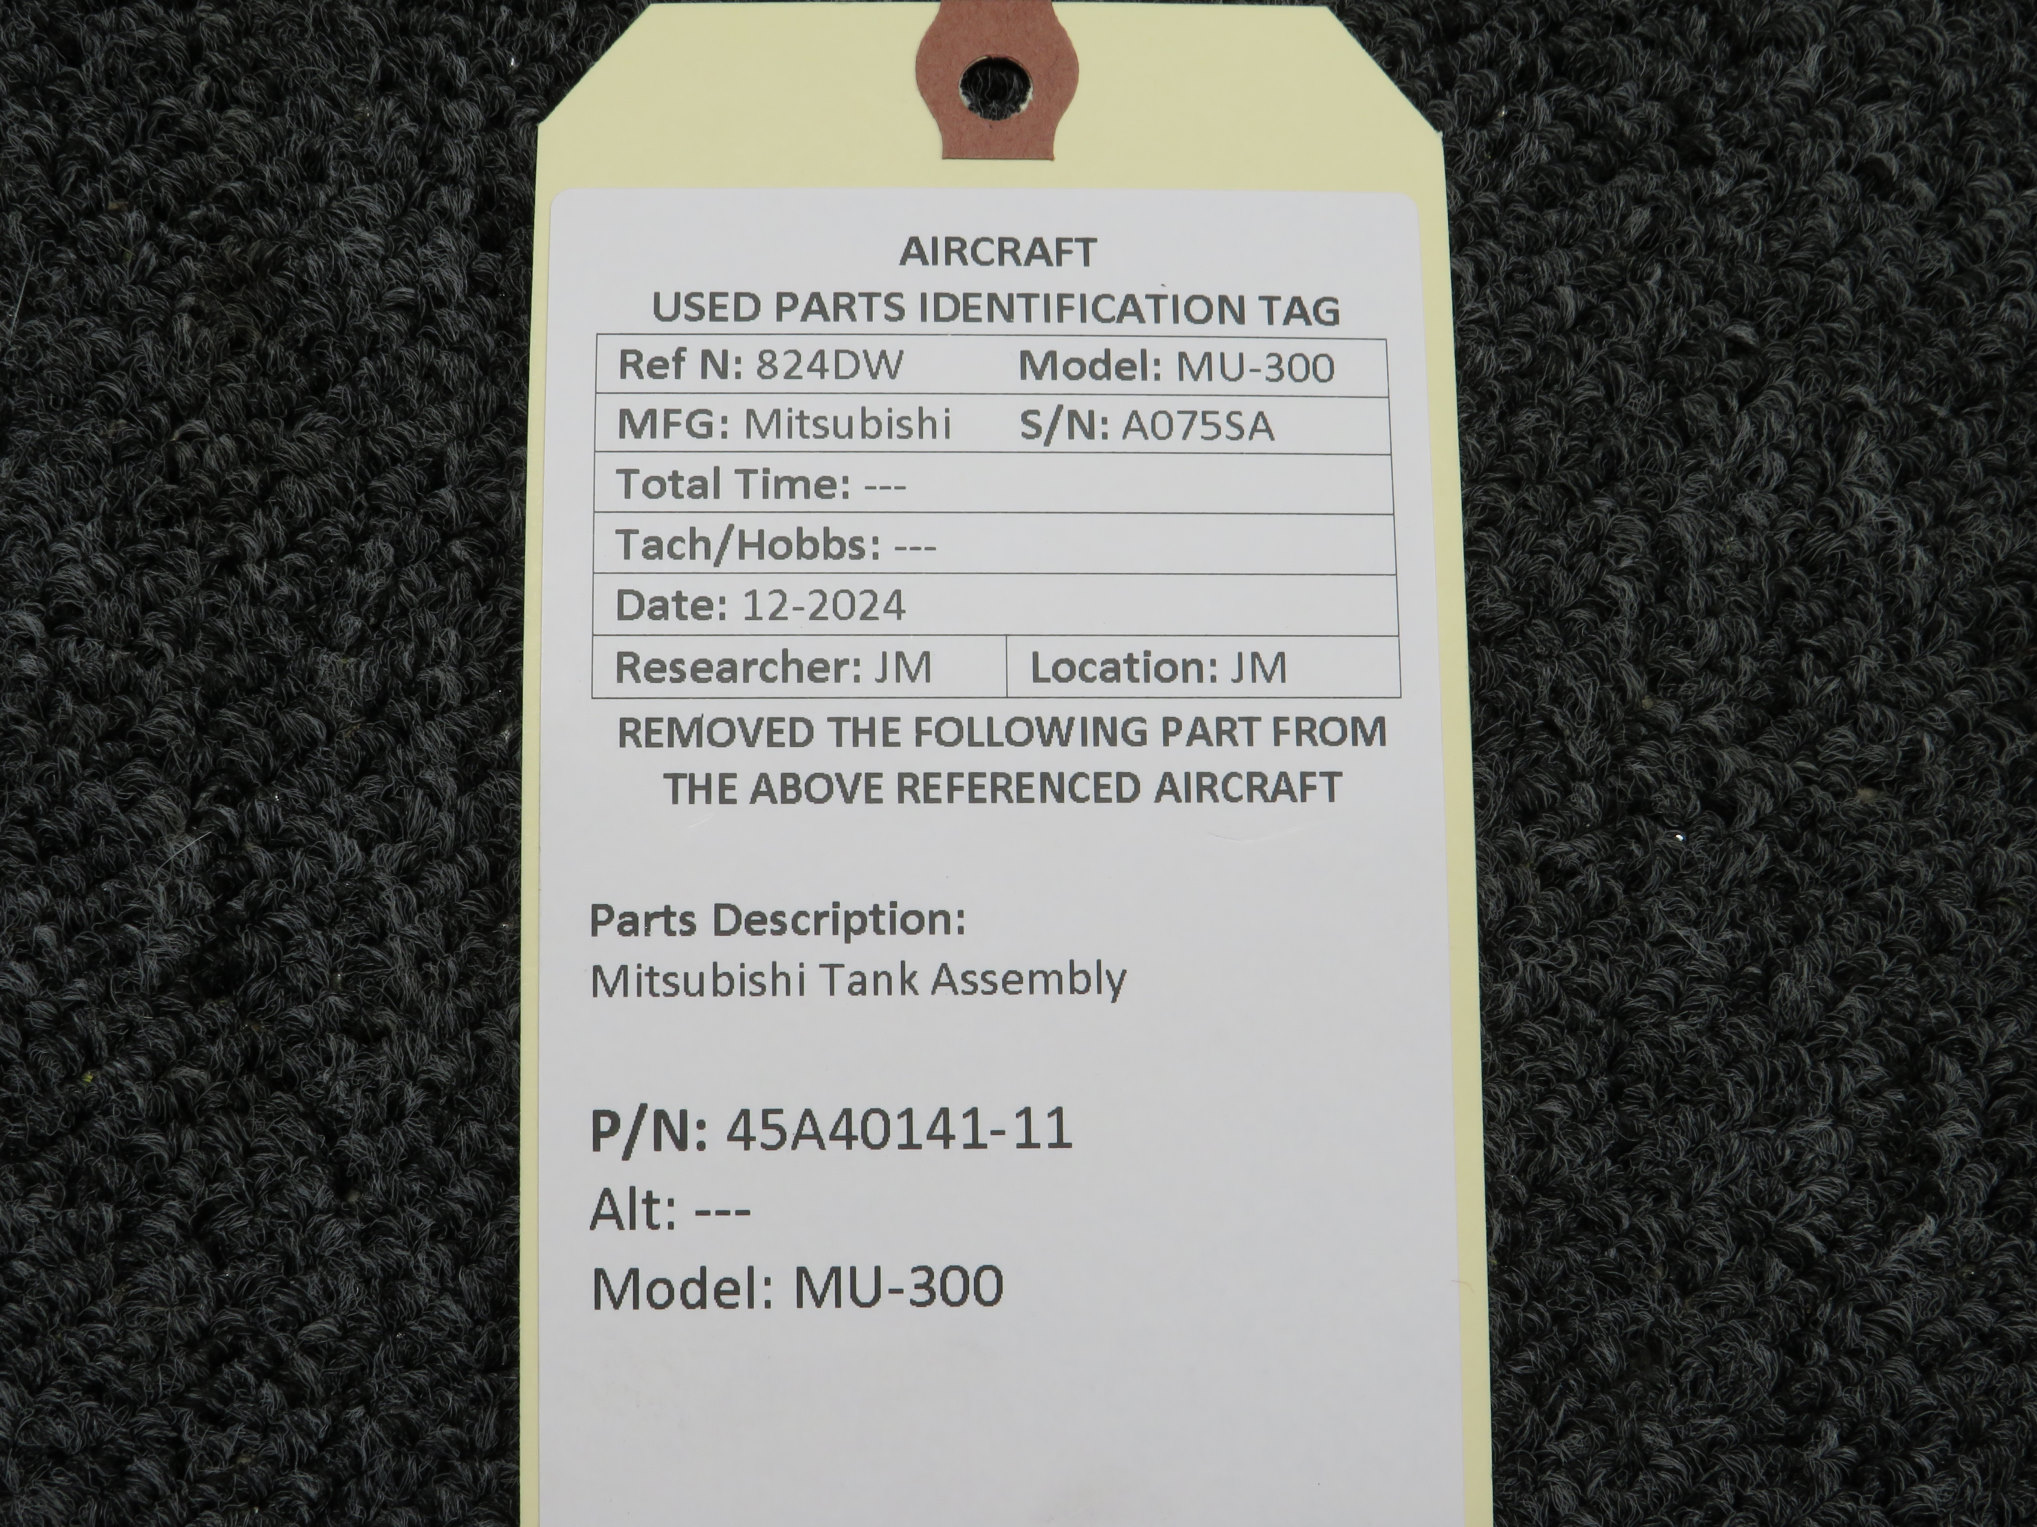 AIRCRAFT
USED PARTS IDENTIFICATION TAG
Ref N: 824DW Model: MU-300
MFG: Mitsubishi S/N: A075SA
Total Time: ---
Tach/Hobbs: ---
Date: 12-2024
Researcher: JM Location: JM
REMOVED THE FOLLOWING PART FROM
THE ABOVE REFERENCED AIRCRAFT
Parts Description:
Mitsubishi Tank Assembly
P/N: 45A40141-11
Alt: ---
Model: MU-300